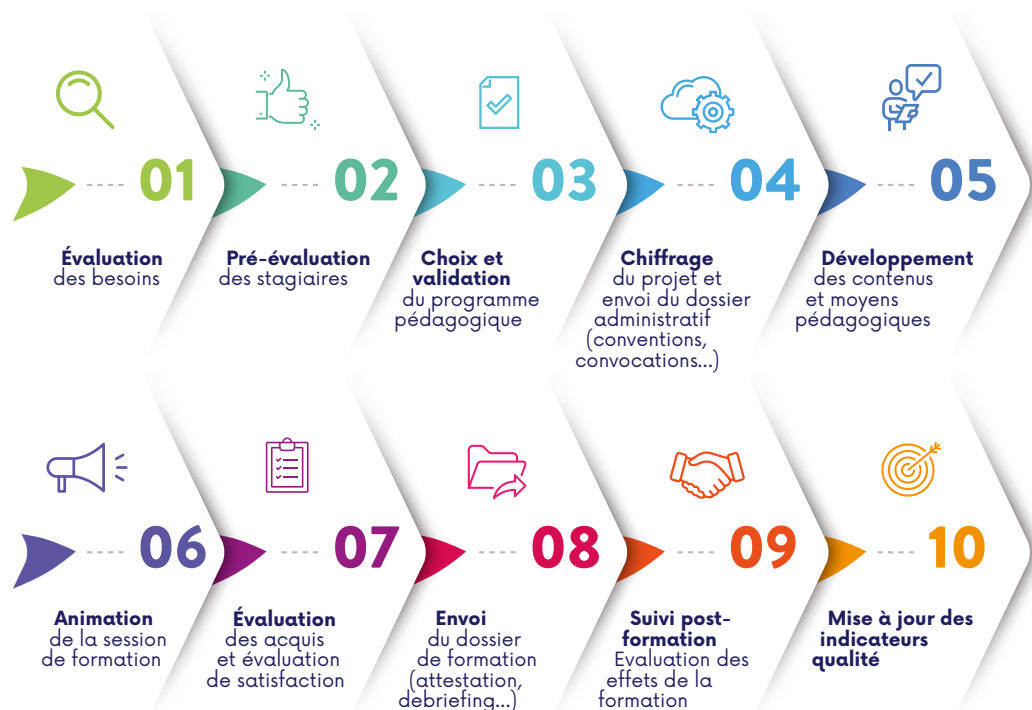 01
Évaluation
des besoins
02
Pré-évaluation
des stagiaires
03
Choix et
validation
du programme
pédagogique
04
Chiffrage
du projet et
envoi du dossier
administratif
(conventions,
convocations...)
05
Développement
des contenus
et moyens
pédagogiques
06
Animation
de la session
de formation
07
Évaluation
des acquis
et évaluation
de satisfaction
08
Envoi
du dossier
de formation
(attestation,
debriefing...)
09
Suivi post-
formation
Evaluation des
effets de la
formation
10
Mise à jour des
indicateurs
qualité